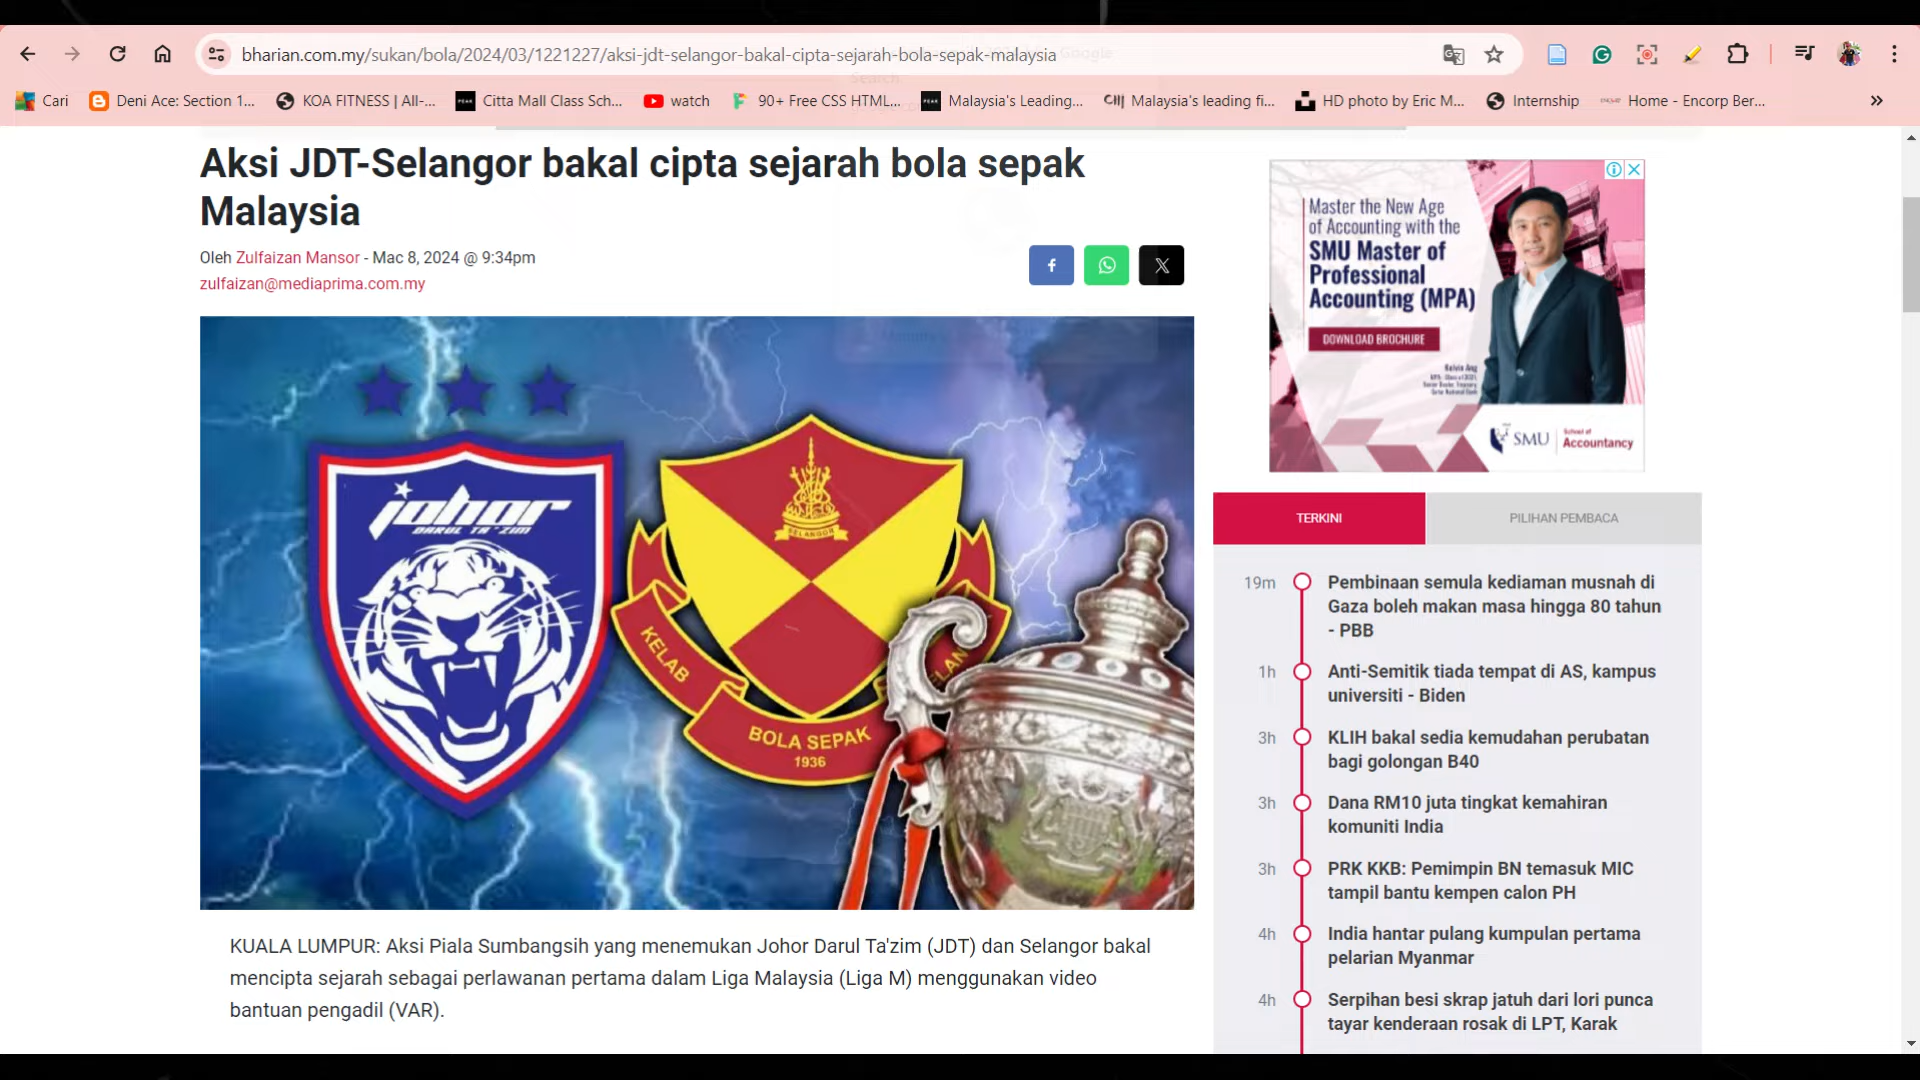 bharian.com.my/sukan/bola/2024/03/1221227/aksi-jdt-selangor-bakal-cipta-sejarah-bola-sepak-malaysia
Cari
Deni Ace: Section 1...
KOA FITNESS | All-...
Citta Mall Class Sch...
watch
90+ Free CSS HTML...
Malaysia's Leading...
Malaysia's leading fi...
HD photo by Eric M...
Internship
Home - Encorp Ber...
Aksi JDT-Selangor bakal cipta sejarah bola sepak
Malaysia
Oleh Zulfaizan Mansor - Mac 8, 2024 @ 9:34pm
zulfaizan@mediaprima.com.my
johor
DARUL TA'ZIM
SELANGOR
KELAB
BOLA SEPAK
1936
KUALA LUMPUR: Aksi Piala Sumbangsih yang menemukan Johor Darul Ta'zim (JDT) dan Selangor bakal
mencipta sejarah sebagai perlawanan pertama dalam Liga Malaysia (Liga M) menggunakan video
bantuan pengadil (VAR).
Master the New Age
of Accounting with the
SMU Master of
Professional
Accounting (MPA)
DOWNLOAD BROCHURE
Kelvin Ang
SMU
School of
Accountancy
TERKINI
PILIHAN PEMBACA
19m
Pembinaan semula kediaman musnah di
Gaza boleh makan masa hingga 80 tahun
- PBB
1h
Anti-Semitik tiada tempat di AS, kampus
universiti - Biden
3h
KLIH bakal sedia kemudahan perubatan
bagi golongan B40
3h
Dana RM10 juta tingkat kemahiran
komuniti India
3h
PRK KKB: Pemimpin BN temasuk MIC
tampil bantu kempen calon PH
4h
India hantar pulang kumpulan pertama
pelarian Myanmar
4h
Serpihan besi skrap jatuh dari lori punca
tayar kenderaan rosak di LPT, Karak